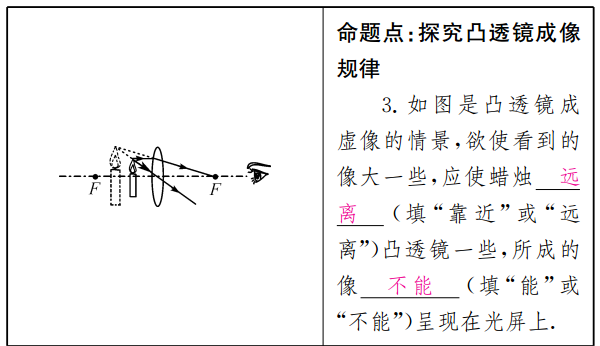 F
F
命题点:探究凸透镜成像
规律
3. 如图是凸透镜成
虚像的情景,欲使看到的
像大一些,应使蜡烛 远
离 (填“靠近”或“远
离”)凸透镜一些,所成的
像 不能 (填“能”或
“不能”)呈现在光屏上.